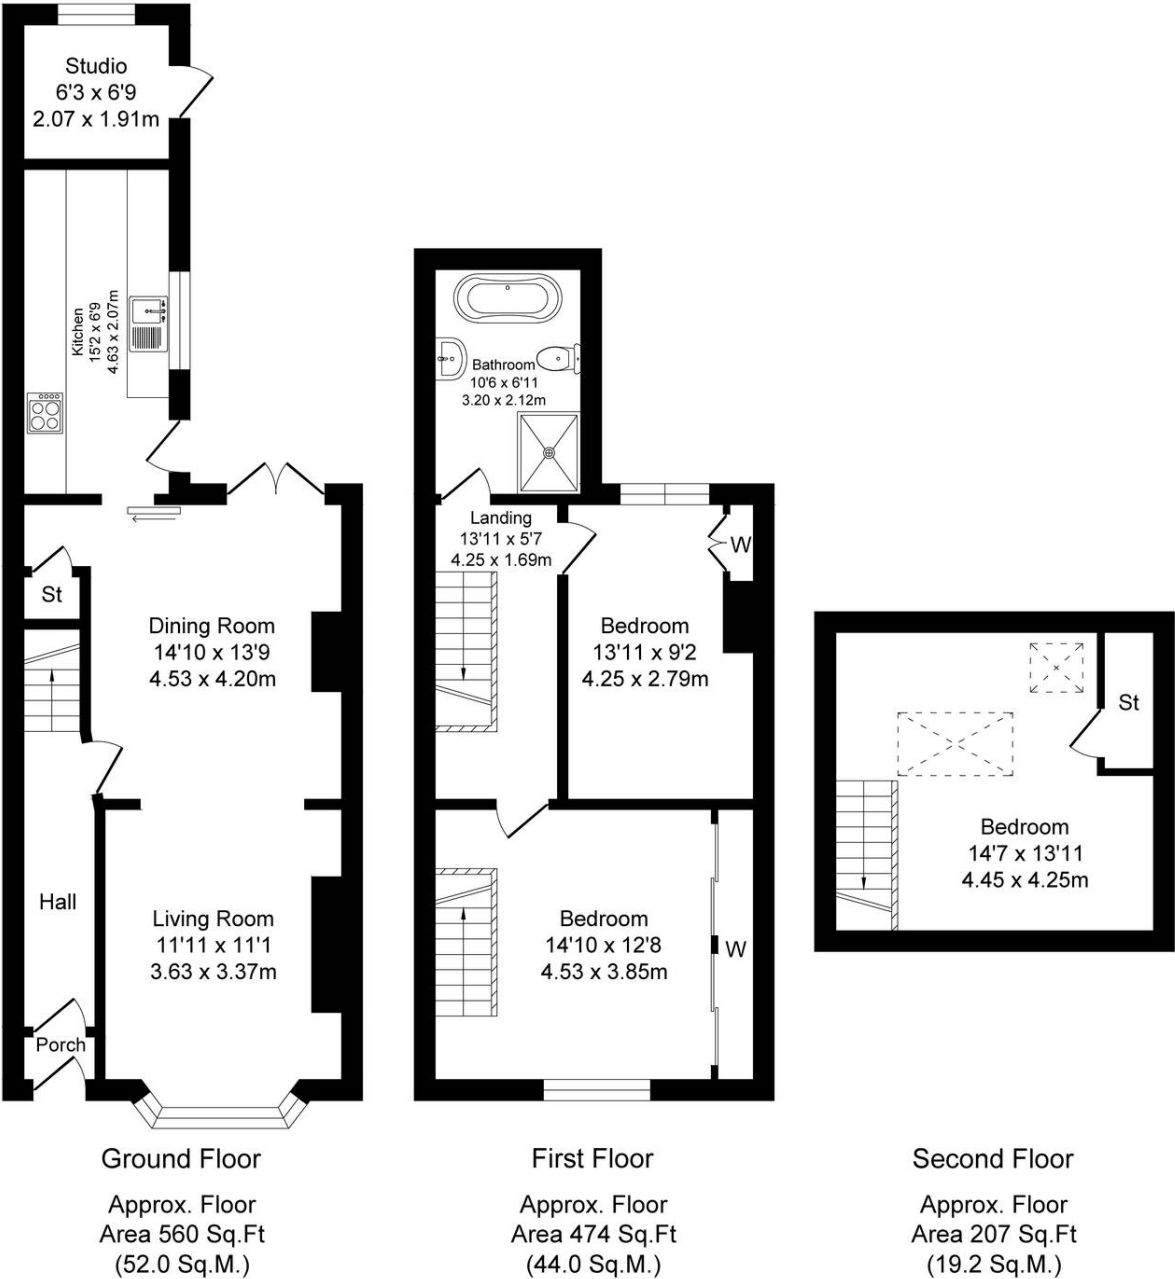 Studio
6'3 x 6'9
2.07 x 1.91m
Kitchen
15'2 x 6'9
4.63 x 2.07m
St
Dining Room
14'10 x 13'9
4.53 x 4.20m
Hall
Living Room
11'11 x 11'1
3.63 x 3.37m
Porch
Ground Floor
Approx. Floor
Area 560 Sq.Ft
(52.0 Sq.M.)
Bathroom
10'6 x 6'11
3.20 x 2.12m
Landing
13'11 x 5'7
4.25 x 1.69m
W
Bedroom
13'11 x 9'2
4.25 x 2.79m
Bedroom
14'10 x 12'8
4.53 x 3.85m
W
First Floor
Approx. Floor
Area 474 Sq.Ft
(44.0 Sq.M.)
St
Bedroom
14'7 x 13'11
4.45 x 4.25m
Second Floor
Approx. Floor
Area 207 Sq.Ft
(19.2 Sq.M.)